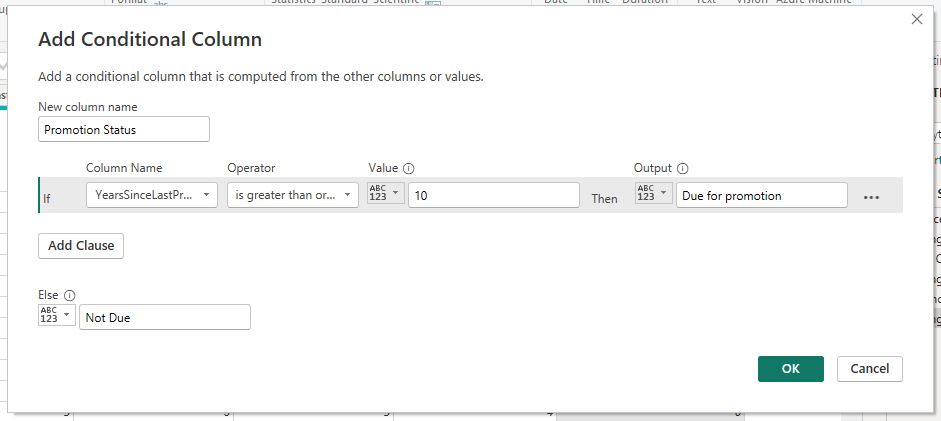 Add Conditional Column
Add a conditional column that is computed from the other columns or values.
New column name
Promotion Status
Column Name Operator Value Output
If YearsSinceLastPr... is greater than or... ABC 123 10 Then ABC 123 Due for promotion ...
Add Clause
Else
ABC 123 Not Due
OK Cancel